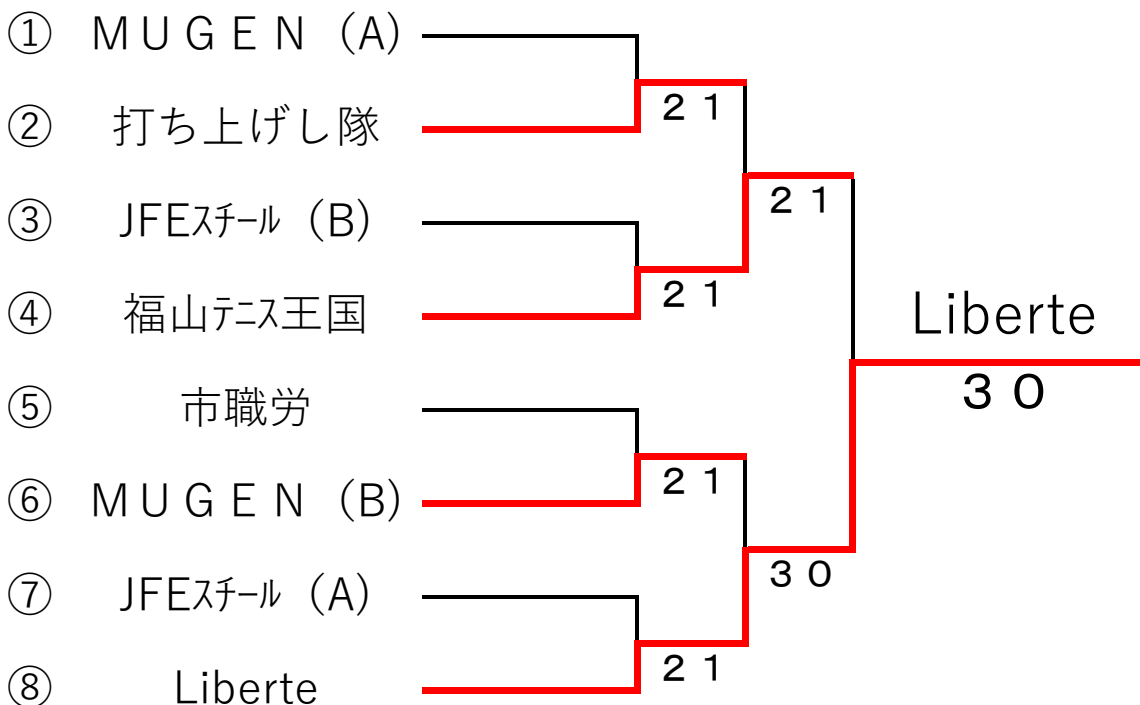 ① ＭＵＧＥＮ (A)
２１
② 打ち上げし隊
２１
③ JFEｽﾁｰﾙ (B)
２１
④ 福山ﾃﾆｽ王国
Liberte
３０
⑤ 市職労
２１
⑥ ＭＵＧＥＮ (B)
３０
⑦ JFEｽﾁｰﾙ (A)
２１
⑧ Liberte